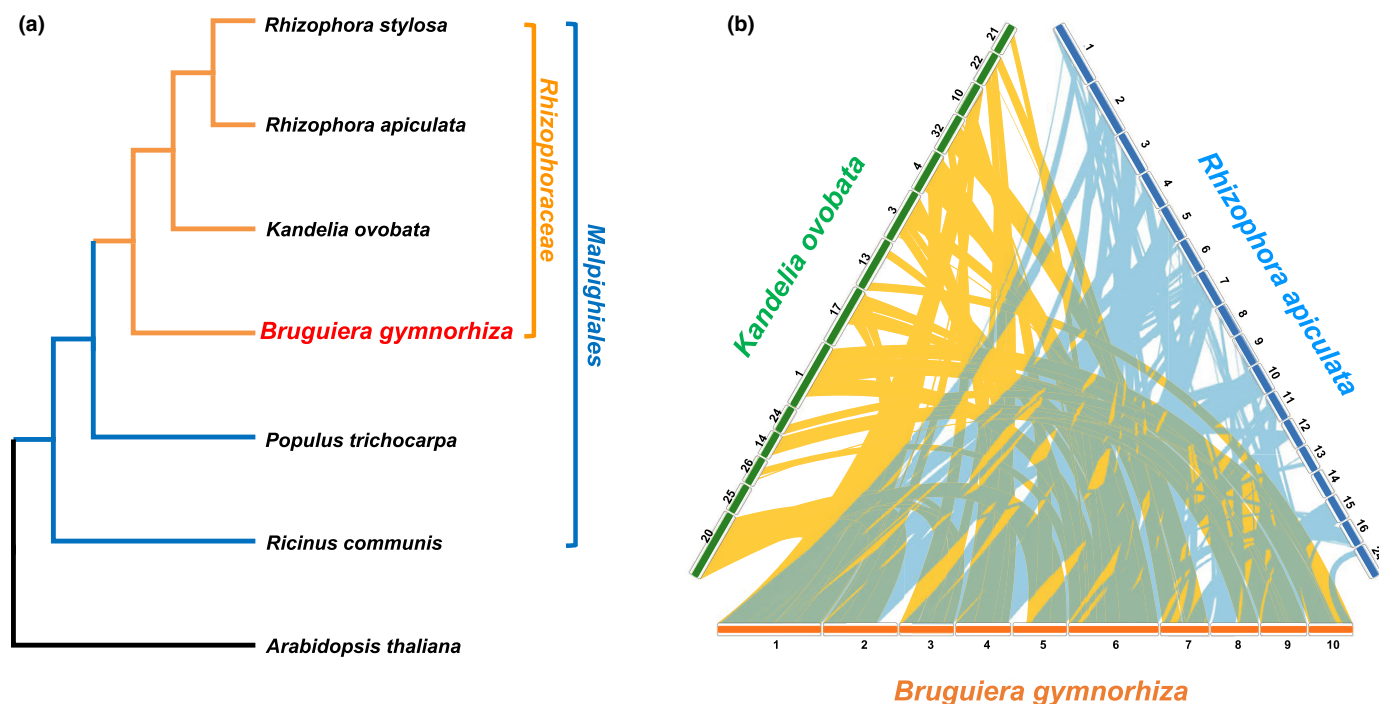 (a)
Rhizophora stylosa
Rhizophora apiculata
Kandelia ovobata
Bruguiera gymnorhiza
Populus trichocarpa
Ricinus communis
Arabidopsis thaliana
Rhizophoraceae
Malpighiales
(b)
Kandelia ovobata
21
22
10
32
4
3
13
17
1
24
14
26
25
20
Rhizophora apiculata
1
2
3
4
5
6
7
8
9
10
11
12
13
14
15
16
1 2 3 4 5 6 7 8 9 10
Bruguiera gymnorhiza